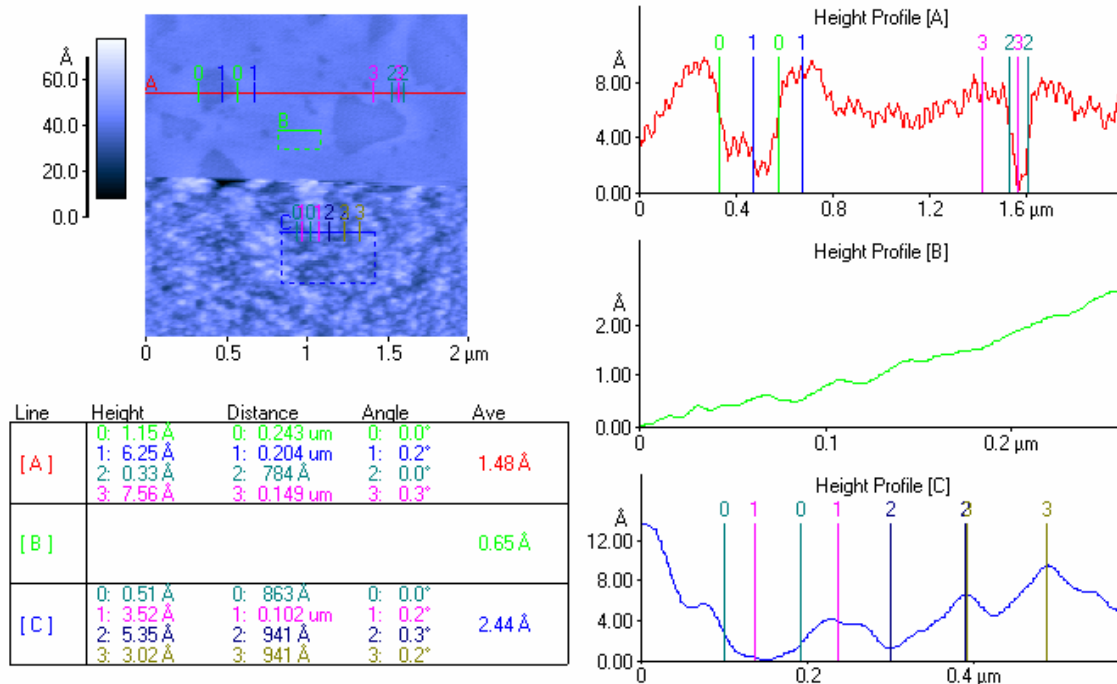 Å
60.0
40.0
20.0
0.0
0 1 0 1 3 2 3 2
A
B
0 0 1 2 3 3
C
0 0.5 1 1.5 2 µm
Height Profile [A]
0 1 0 1 3 2 3 2
Å
8.00
4.00
0.00
0 0.4 0.8 1.2 1.6 µm
Height Profile [B]
Å
2.00
1.00
0.00
0 0.1 0.2 µm
Height Profile [C]
0 1 0 1 2 2 3 3
Å
12.00
8.00
4.00
0.00
0.2 0.4 µm
Line Height Distance Angle Ave
[ A ]
0: 1.15 Å 0: 0.243 um 0: 0.0°
1: 6.25 Å 1: 0.204 um 1: 0.2°
2: 0.33 Å 2: 784 Å 2: 0.0°
3: 7.56 Å 3: 0.149 um 3: 0.3°
1.48 Å
[ B ] 0.65 Å
[ C ]
0: 0.51 Å 0: 863 Å 0: 0.0°
1: 3.52 Å 1: 0.102 um 1: 0.2°
2: 5.35 Å 2: 941 Å 2: 0.3°
3: 3.02 Å 3: 941 Å 3: 0.2°
2.44 Å